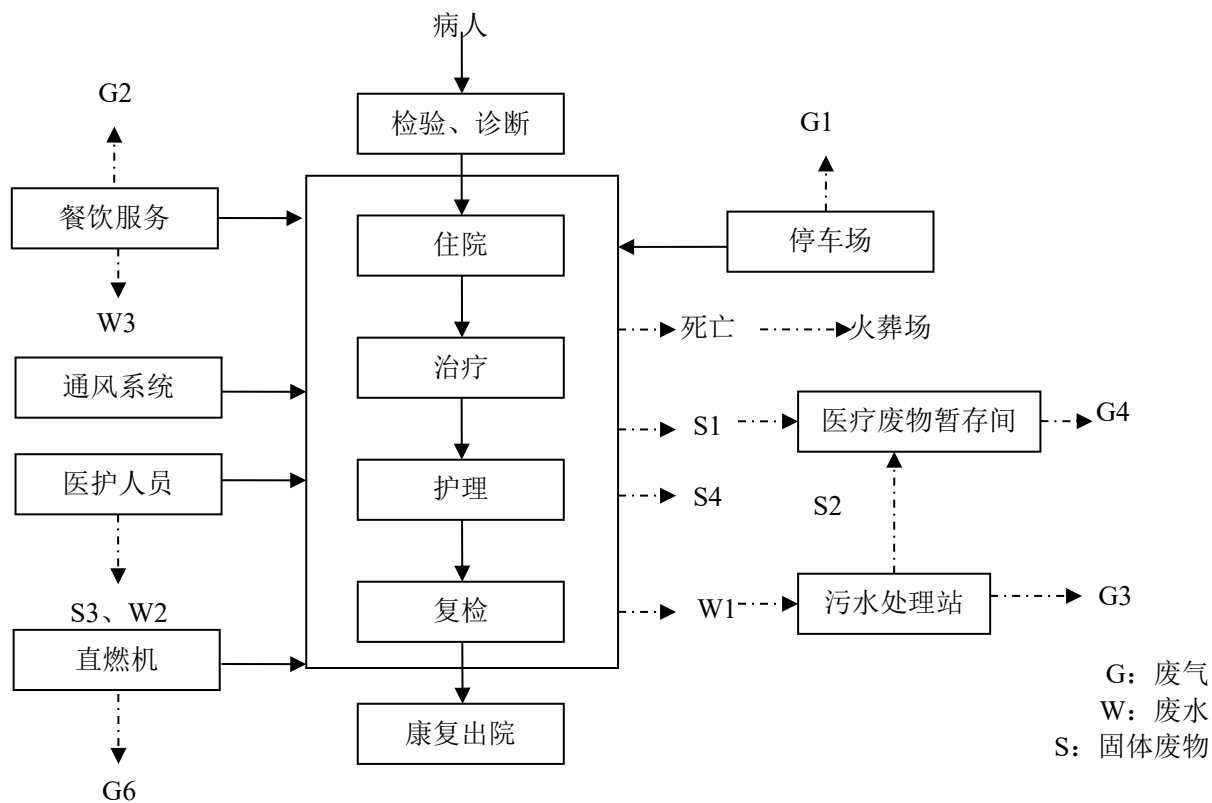 病人
G2
检验、诊断
G1
餐饮服务
住院
停车场
W3
死亡
火葬场
通风系统
治疗
S1
医疗废物暂存间
G4
医护人员
护理
S4
S2
S3、W2
复检
W1
污水处理站
G3
直燃机
康复出院
G6
G：废气
W：废水
S：固体废物